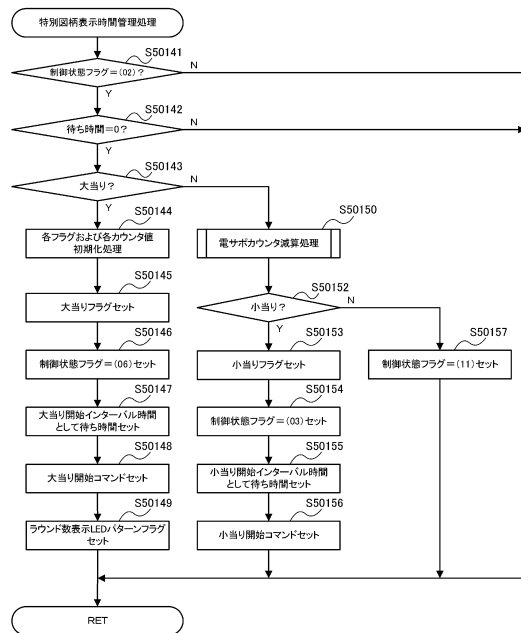 特別図柄表示時間管理処理
S50141
制御状態フラグ=(02)?
N
Y
S50142
待ち時間=0?
N
Y
S50143
大当り?
N
Y
S50144
各フラグおよび各カウンタ値
初期化処理
S50150
電サポカウンタ減算処理
S50145
大当りフラグセット
S50152
小当り?
N
Y
S50146
制御状態フラグ=(06)セット
S50153
小当りフラグセット
S50157
制御状態フラグ=(11)セット
S50147
大当り開始インターバル時間
として待ち時間セット
S50154
制御状態フラグ=(03)セット
S50148
大当り開始コマンドセット
S50155
小当り開始インターバル時間
として待ち時間セット
S50149
ラウンド数表示LEDパターンフラグ
セット
S50156
小当り開始コマンドセット
RET